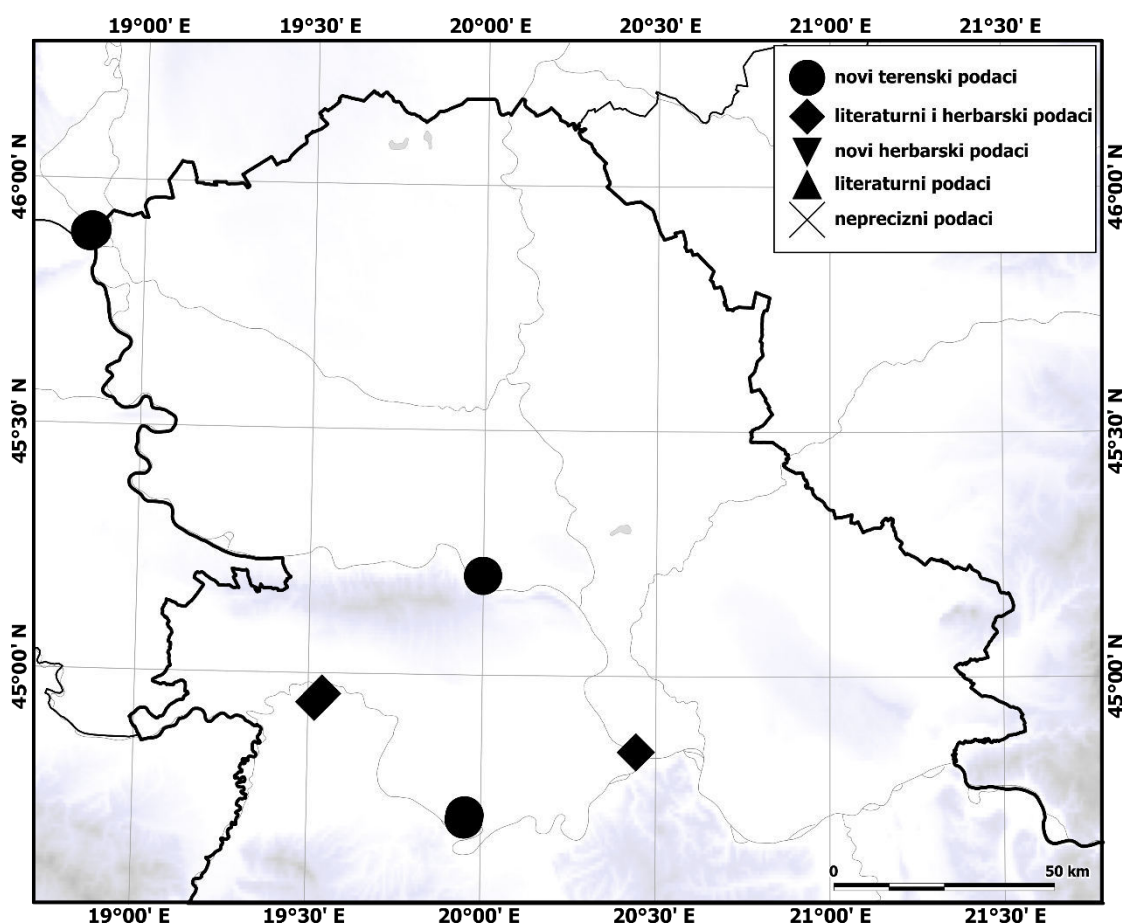 19°00' E 19°30' E 20°00' E 20°30' E 21°00' E 21°30' E
novi terenski podaci
literaturni i herbarski podaci
novi herbarski podaci
literaturni podaci
neprecizni podaci
46°00' N 46°00' N
45°30' N 45°30' N
45°00' N 45°00' N
0 50 km
19°00' E 19°30' E 20°00' E 20°30' E 21°00' E 21°30' E